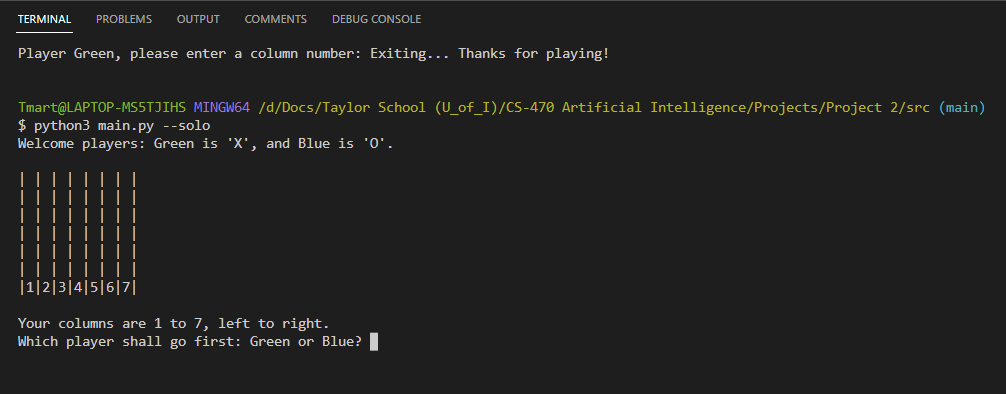 TERMINAL PROBLEMS OUTPUT COMMENTS DEBUG CONSOLE
Player Green, please enter a column number: Exiting... Thanks for playing!
Tmart@LAPTOP-MS5TJIHS MINGW64 /d/Docs/Taylor School (U_of_I)/CS-470 Artificial Intelligence/Projects/Project 2/src (main)
$ python3 main.py --solo
Welcome players: Green is 'X', and Blue is 'O'.
| | | | | | | |
| | | | | | | |
| | | | | | | |
| | | | | | | |
| | | | | | | |
| | | | | | | |
|1|2|3|4|5|6|7|
Your columns are 1 to 7, left to right.
Which player shall go first: Green or Blue?